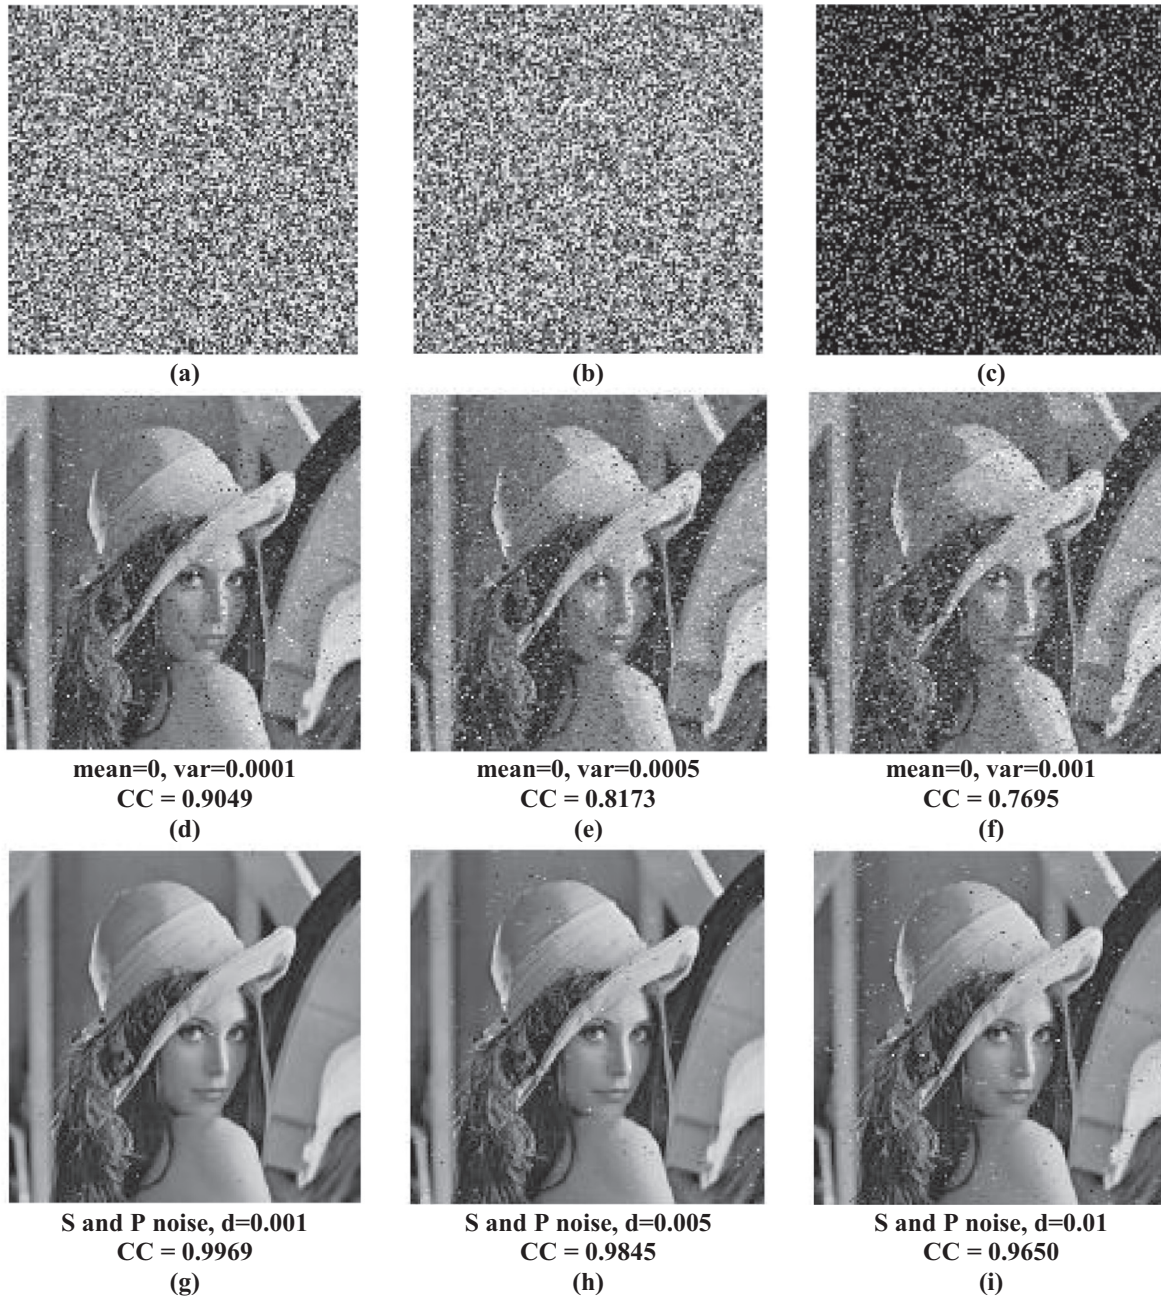 (a)
(b)
(c)
mean=0, var=0.0001
CC = 0.9049
(d)
mean=0, var=0.0005
CC = 0.8173
(e)
mean=0, var=0.001
CC = 0.7695
(f)
S and P noise, d=0.001
CC = 0.9969
(g)
S and P noise, d=0.005
CC = 0.9845
(h)
S and P noise, d=0.01
CC = 0.9650
(i)